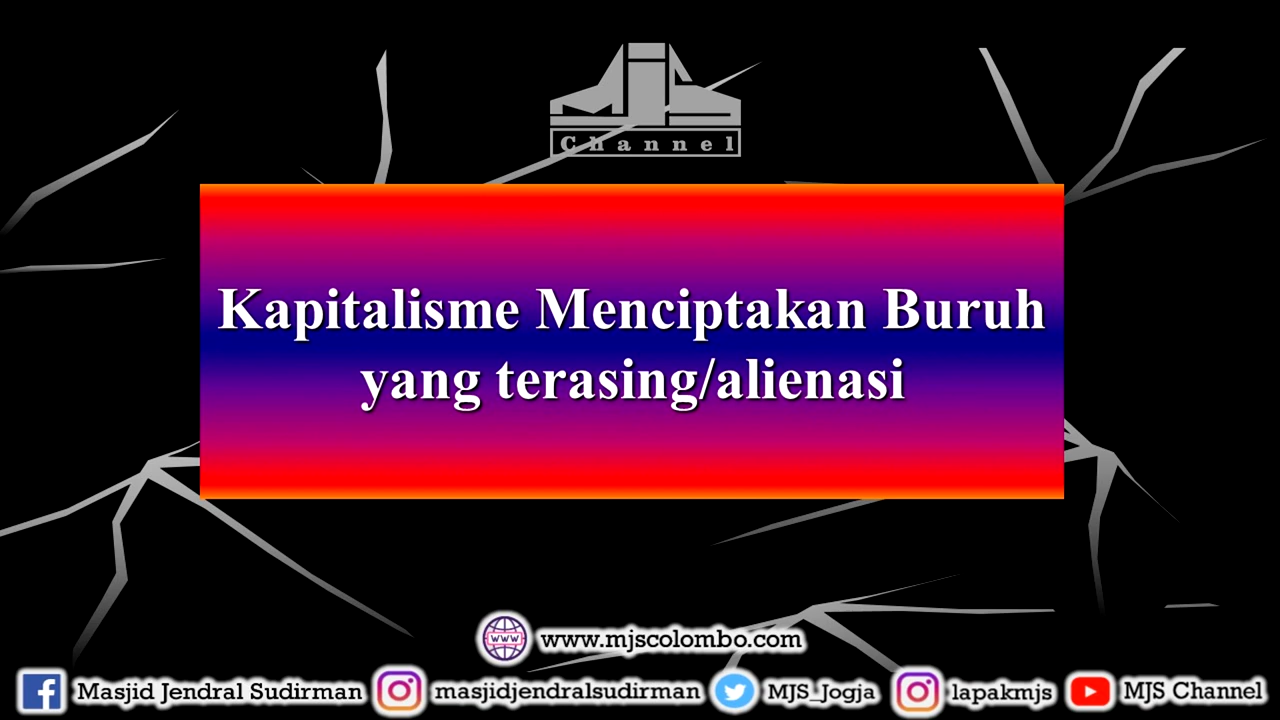 MJS
Channel
Kapitalisme Menciptakan Buruh
yang terasing/alienasi
www.mjscolombo.com
Masjid Jendral Sudirman masjidjendralsudirman MJS_Jogja lapakmjs MJS Channel